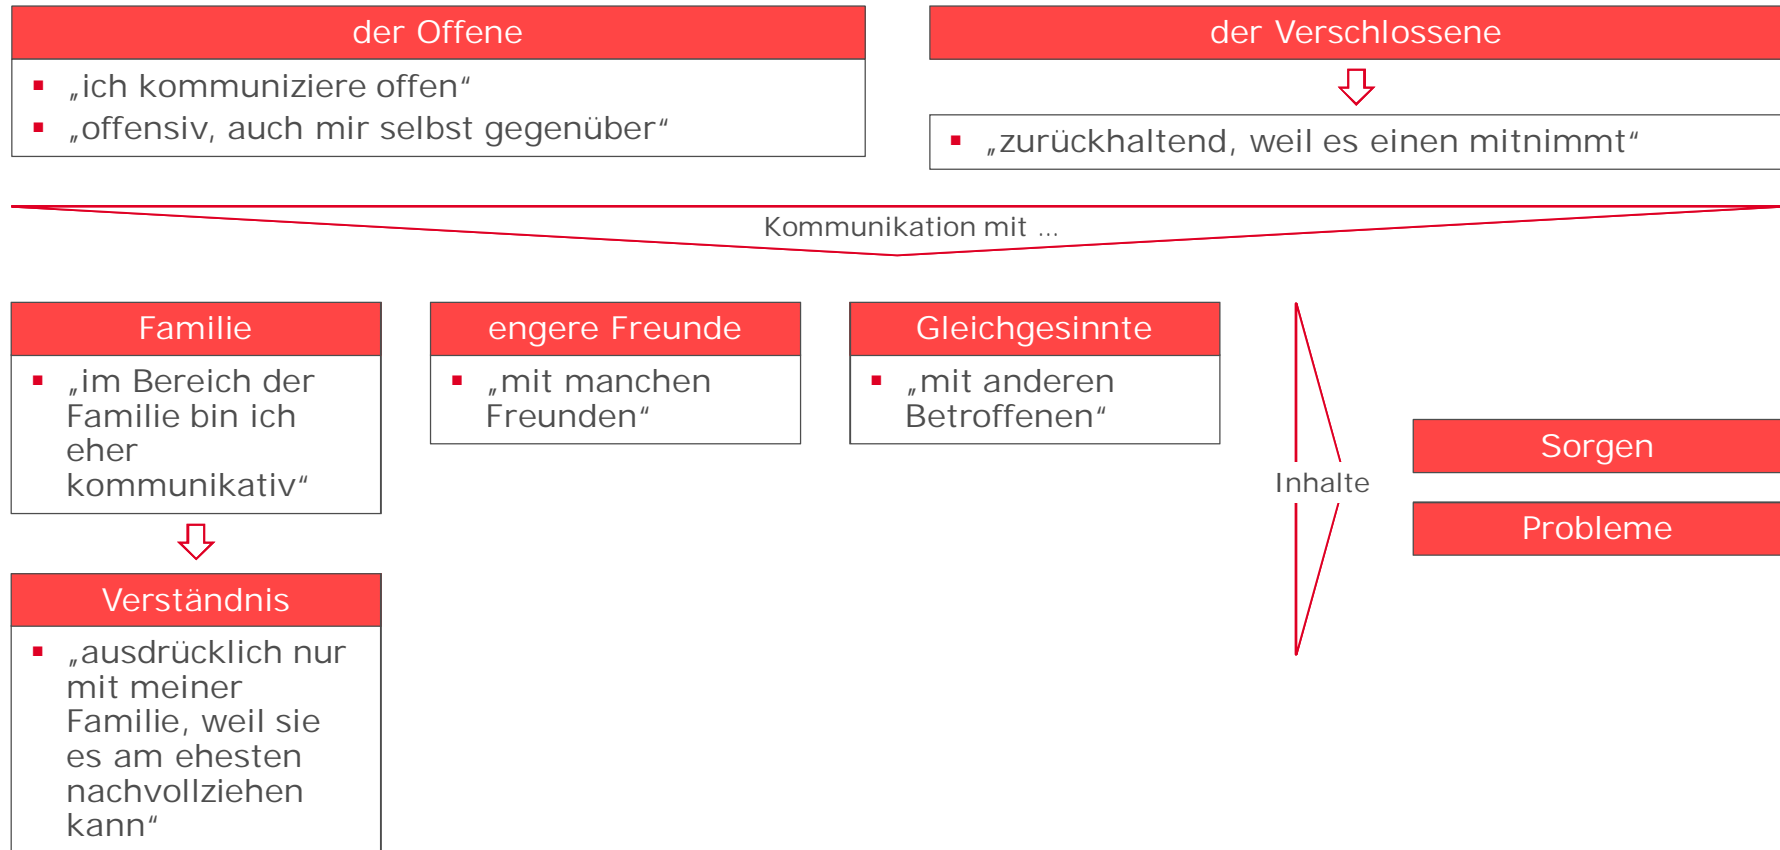 der Offene
„ich kommuniziere offen“
„offensiv, auch mir selbst gegenüber“
der Verschlossene
„zurückhaltend, weil es einen mitnimmt“
Kommunikation mit ...
Familie
„im Bereich der
Familie bin ich
eher
kommunikativ“
Verständnis
„ausdrücklich nur
mit meiner
Familie, weil sie
es am ehesten
nachvollziehen
kann“
engere Freunde
„mit manchen
Freunden“
Gleichgesinnte
„mit anderen
Betroffenen“
Inhalte
Sorgen
Probleme